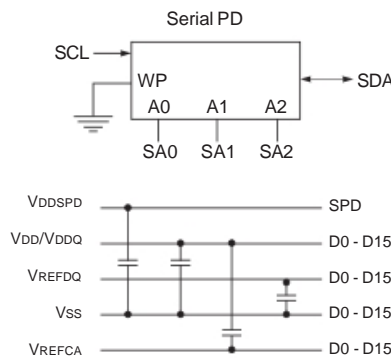 Serial PD
SCL
WP
SDA
A0 A1 A2
SA0 SA1 SA2
VDDSPD SPD
VDD/VDDQ D0 - D15
VREFDQ D0 - D15
VSS D0 - D15
VREFCA D0 - D15